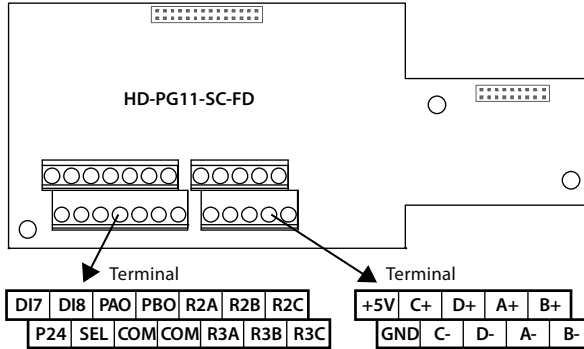 HD-PG11-SC-FD
Terminal
DI7 DI8 PAO PBO R2A R2B R2C
P24 SEL COM COM R3A R3B R3C
Terminal
+5V C+ D+ A+ B+
GND C- D- A- B-